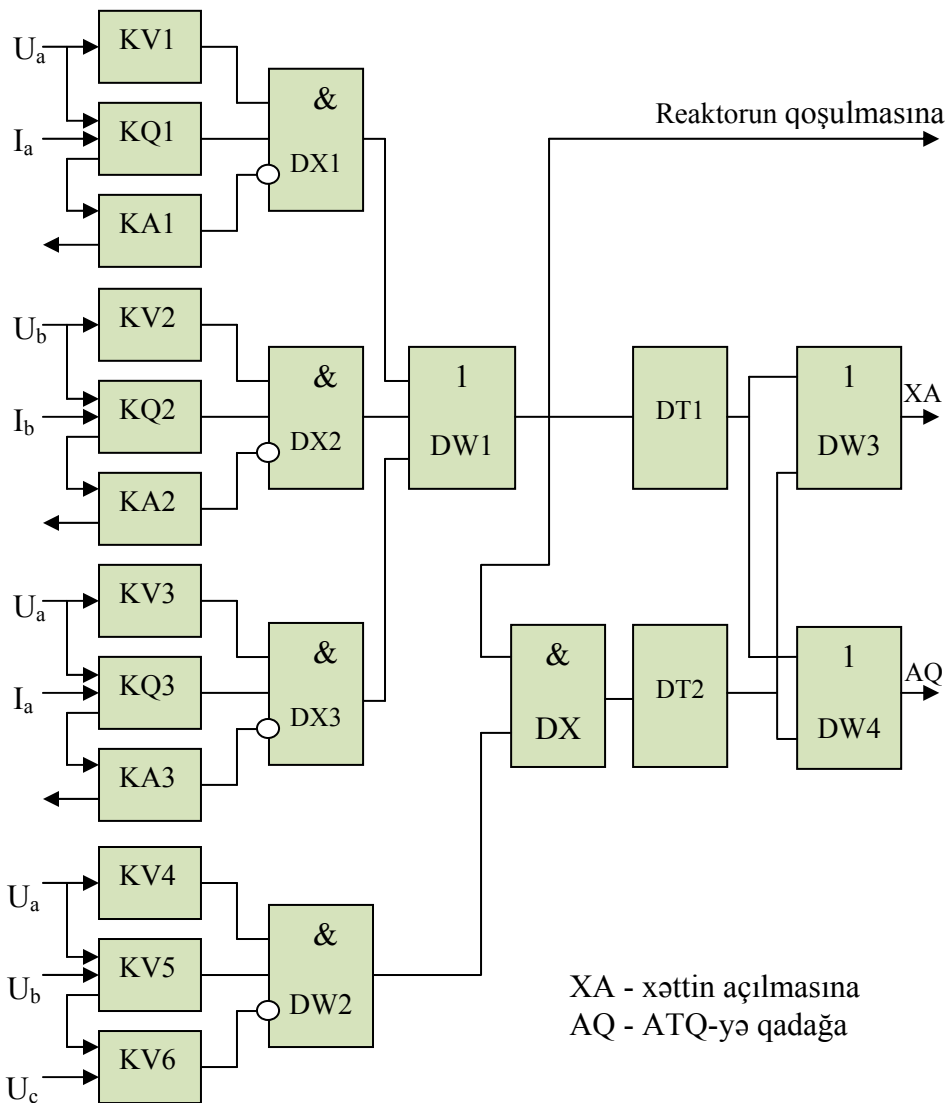 U_a
KV1
KQ1
I_a
KA1
&
DX1
Reaktorun qoşulmasına
U_b
KV2
KQ2
I_b
KA2
&
DX2
1
DW1
DT1
1
DW3
XA
U_a
KV3
KQ3
I_a
KA3
&
DX3
&
DX
DT2
1
DW4
AQ
U_a
KV4
U_b
KV5
U_c
KV6
&
DW2
XA - xəttin açılmasına
AQ - ATQ-yə qadağa